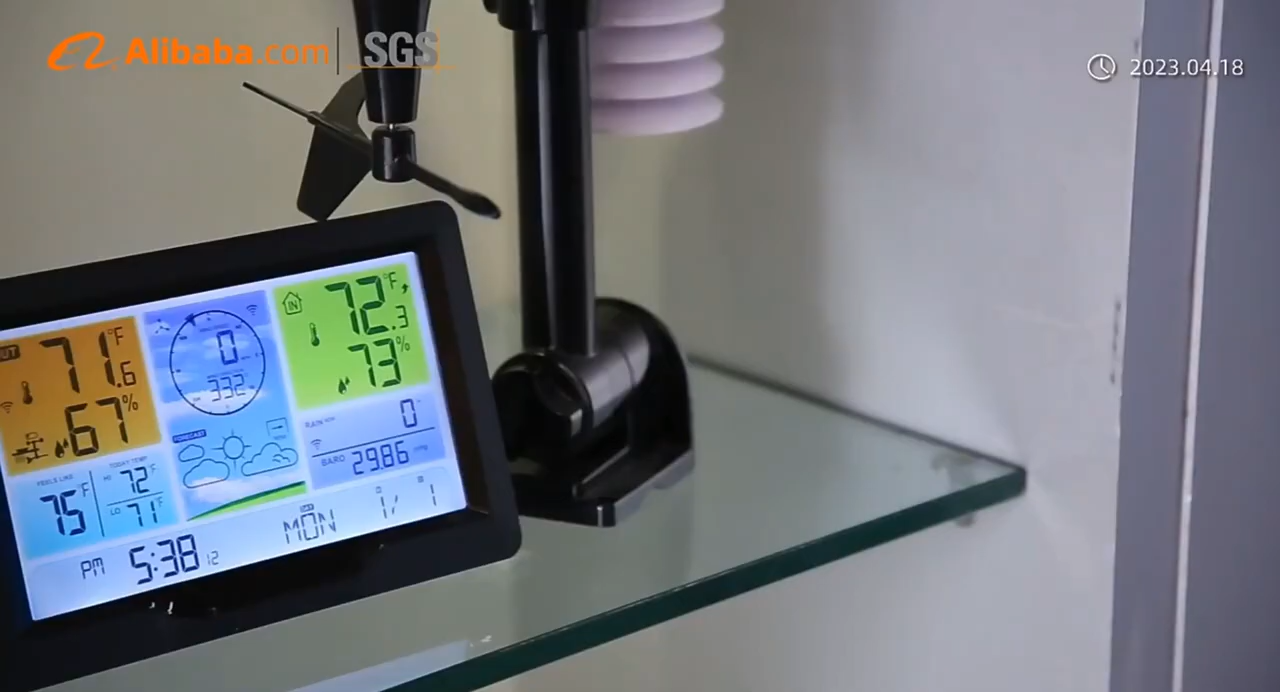 Alibaba.com | SGS
2023.04.18
OUT
71.6 °F
67%
0
332
IN
72.3 °F
73%
FORECAST
RAIN
0
BARO 29.86
FEELS LIKE
75 °F
TODAY TEMP
HI 72 °F
LO 71 °F
PM 5:38 12
DAY
MON
1/1